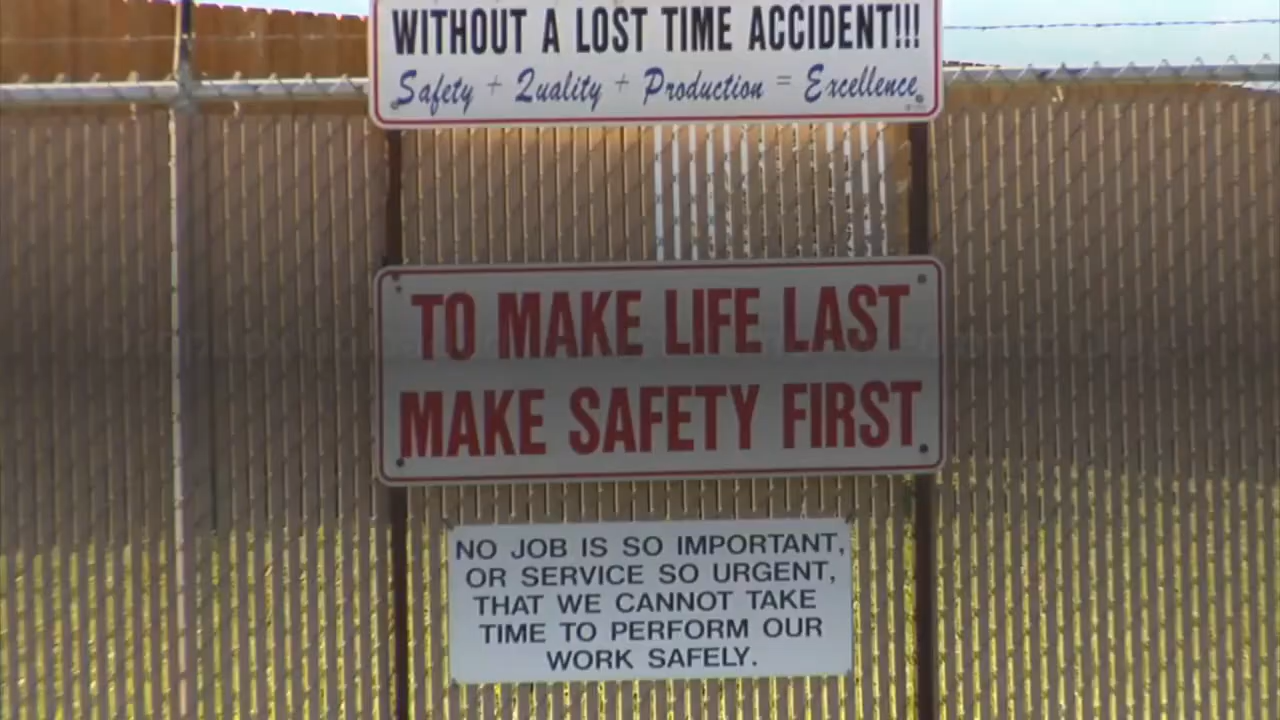 WITHOUT A LOST TIME ACCIDENT!!!
Safety + Quality + Production = Excellence
TO MAKE LIFE LAST
MAKE SAFETY FIRST
NO JOB IS SO IMPORTANT,
OR SERVICE SO URGENT,
THAT WE CANNOT TAKE
TIME TO PERFORM OUR
WORK SAFELY.